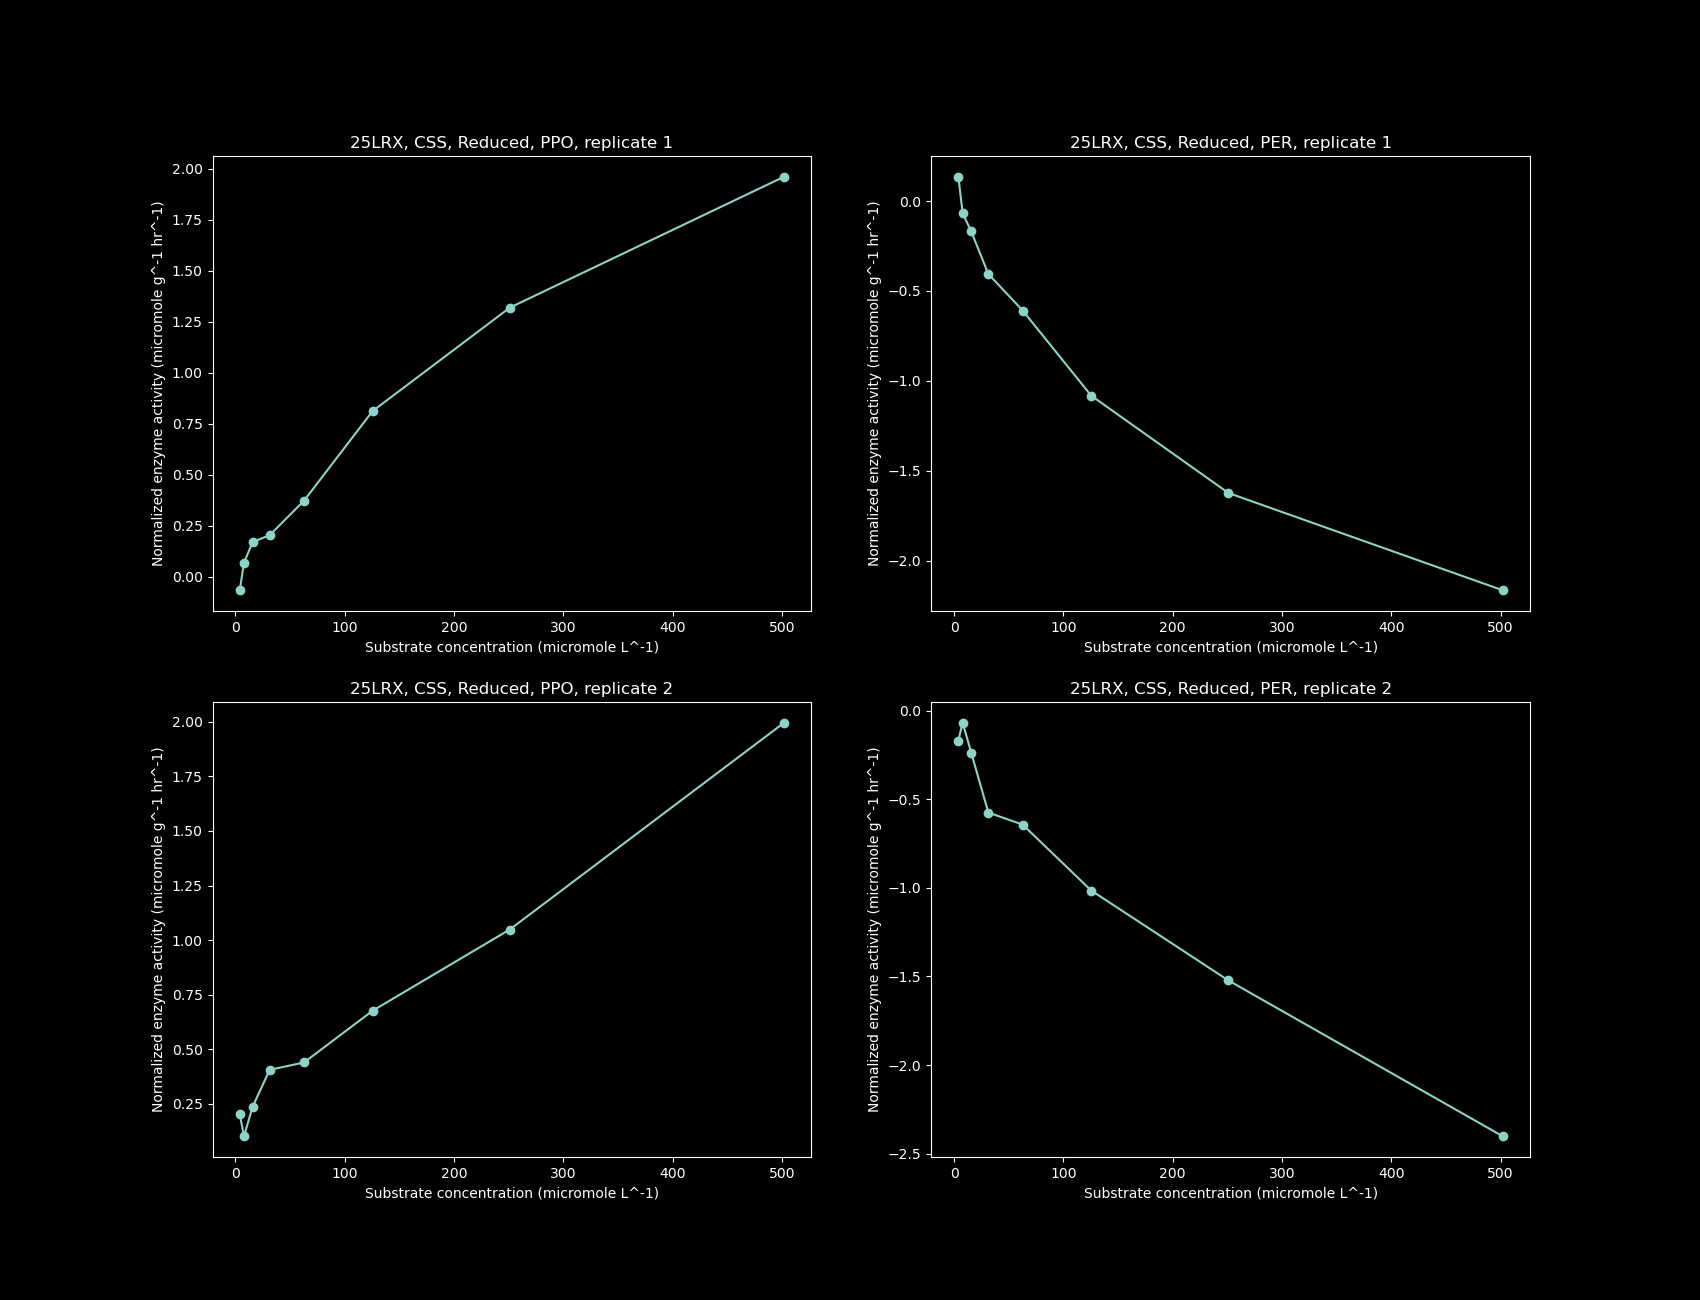 25LRX, CSS, Reduced, PPO, replicate 1
Normalized enzyme activity (micromole g^-1 hr^-1)
2.00
1.75
1.50
1.25
1.00
0.75
0.50
0.25
0.00
0 100 200 300 400 500
Substrate concentration (micromole L^-1)
25LRX, CSS, Reduced, PER, replicate 1
Normalized enzyme activity (micromole g^-1 hr^-1)
0.0
−0.5
−1.0
−1.5
−2.0
0 100 200 300 400 500
Substrate concentration (micromole L^-1)
25LRX, CSS, Reduced, PPO, replicate 2
Normalized enzyme activity (micromole g^-1 hr^-1)
2.00
1.75
1.50
1.25
1.00
0.75
0.50
0.25
0 100 200 300 400 500
Substrate concentration (micromole L^-1)
25LRX, CSS, Reduced, PER, replicate 2
Normalized enzyme activity (micromole g^-1 hr^-1)
0.0
−0.5
−1.0
−1.5
−2.0
−2.5
0 100 200 300 400 500
Substrate concentration (micromole L^-1)